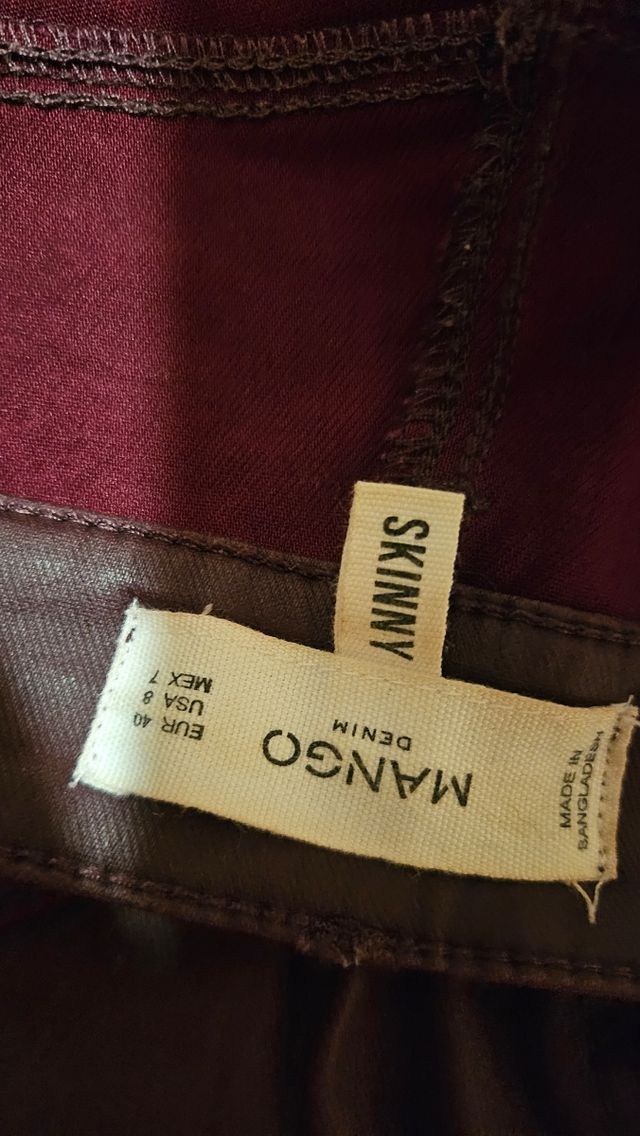 SKINNY
MANGO
DENIM
EUR 40
USA 8
MEX 7
MADE IN
BANGLADESH